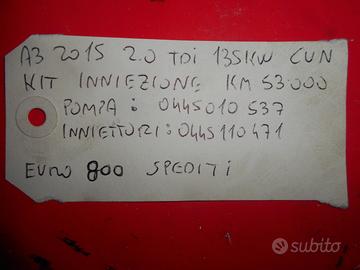 A3 2015 2.0 TDI 135KW CUN
KIT INNIEZIONE KM 53.000
POMPA : 0445010537
INNIETTORI : 0445110471
EURO 800 SPEDITI
subito